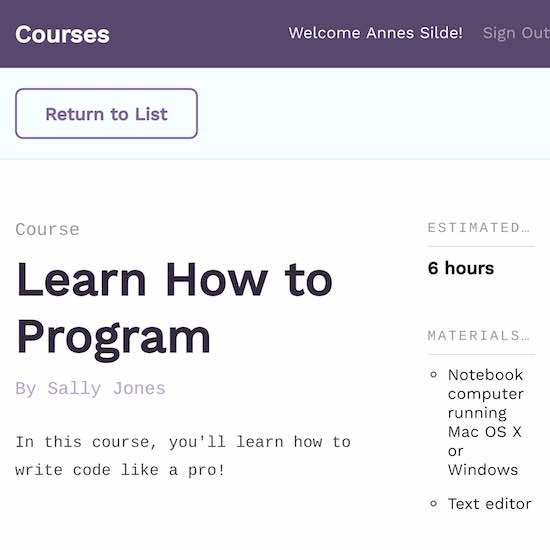 Courses
Welcome Annes Silde!
Sign Out
Return to List
Course
Learn How to
Program
By Sally Jones
In this course, you'll learn how to
write code like a pro!
ESTIMATED…
6 hours
MATERIALS…
Notebook
computer
running
Mac OS X
or
Windows
Text editor